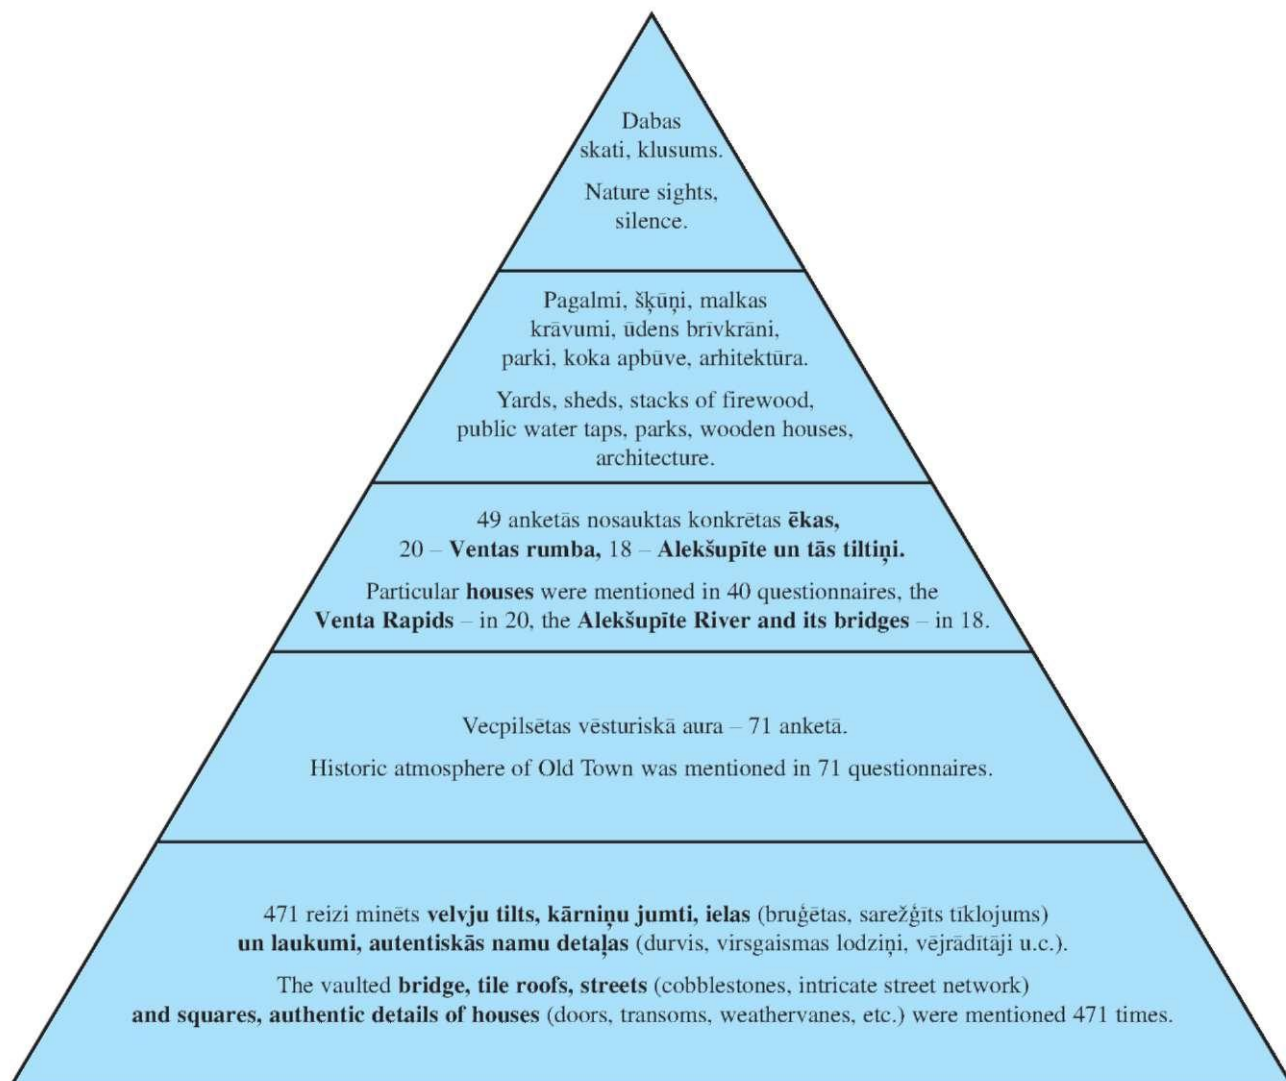 Dabas
skati, klusums.
Nature sights,
silence.
Pagalmi, šķūņi, malkas
krāvumi, ūdens brīvkrāni,
parki, koka apbūve, arhitektūra.
Yards, sheds, stacks of firewood,
public water taps, parks, wooden houses,
architecture.
49 anketās nosauktas konkrētas ēkas,
20 – Ventas rumba, 18 – Alekšupīte un tās tiltiņi.
Particular houses were mentioned in 40 questionnaires, the
Venta Rapids – in 20, the Alekšupīte River and its bridges – in 18.
Vecpilsētas vēsturiskā aura – 71 anketā.
Historic atmosphere of Old Town was mentioned in 71 questionnaires.
471 reizi minēts velvju tilts, kārniņu jumti, ielas (bruģētas, sarežģīts tīklojums)
un laukumi, autentiskās namu detaļas (durvis, virsgaismas lodziņi, vējrādītāji u.c.).
The vaulted bridge, tile roofs, streets (cobblestones, intricate street network)
and squares, authentic details of houses (doors, transoms, weathervanes, etc.) were mentioned 471 times.